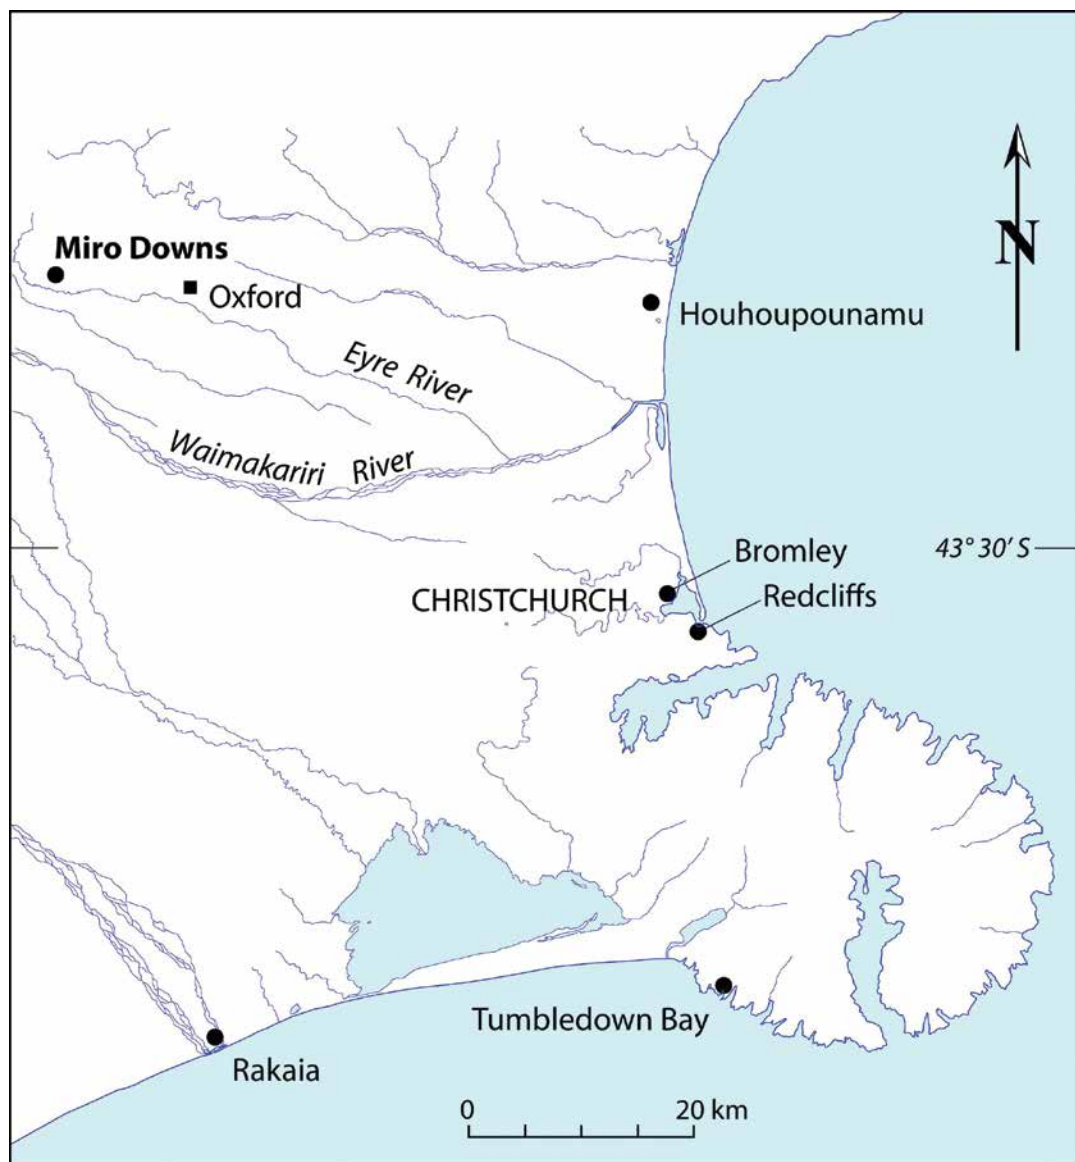 N
Miro Downs
Oxford
Houhoupounamu
Eyre River
Waimakariri River
43° 30′ S
Bromley
CHRISTCHURCH
Redcliffs
Tumbledown Bay
Rakaia
0 20 km